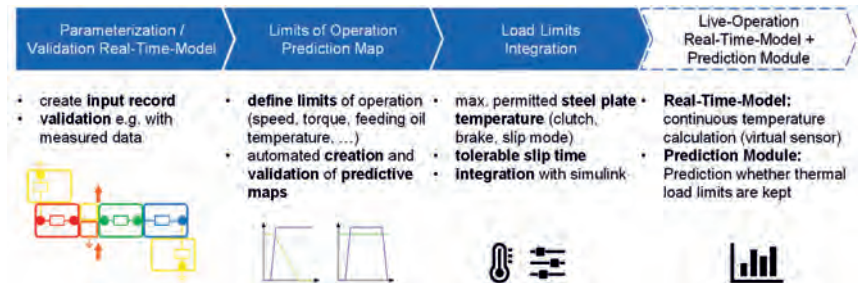 Parameterization /
Validation Real-Time-Model
Limits of Operation
Prediction Map
Load Limits
Integration
Live-Operation
Real-Time-Model +
Prediction Module
• create input record
• validation e.g. with
measured data
• define limits of operation
(speed, torque, feeding oil
temperature, ...)
• automated creation and
validation of predictive
maps
• max. permitted steel plate
temperature (clutch,
brake, slip mode)
• tolerable slip time
• integration with simulink
• Real-Time-Model:
continuous temperature
calculation (virtual sensor)
• Prediction Module:
Prediction whether thermal
load limits are kept